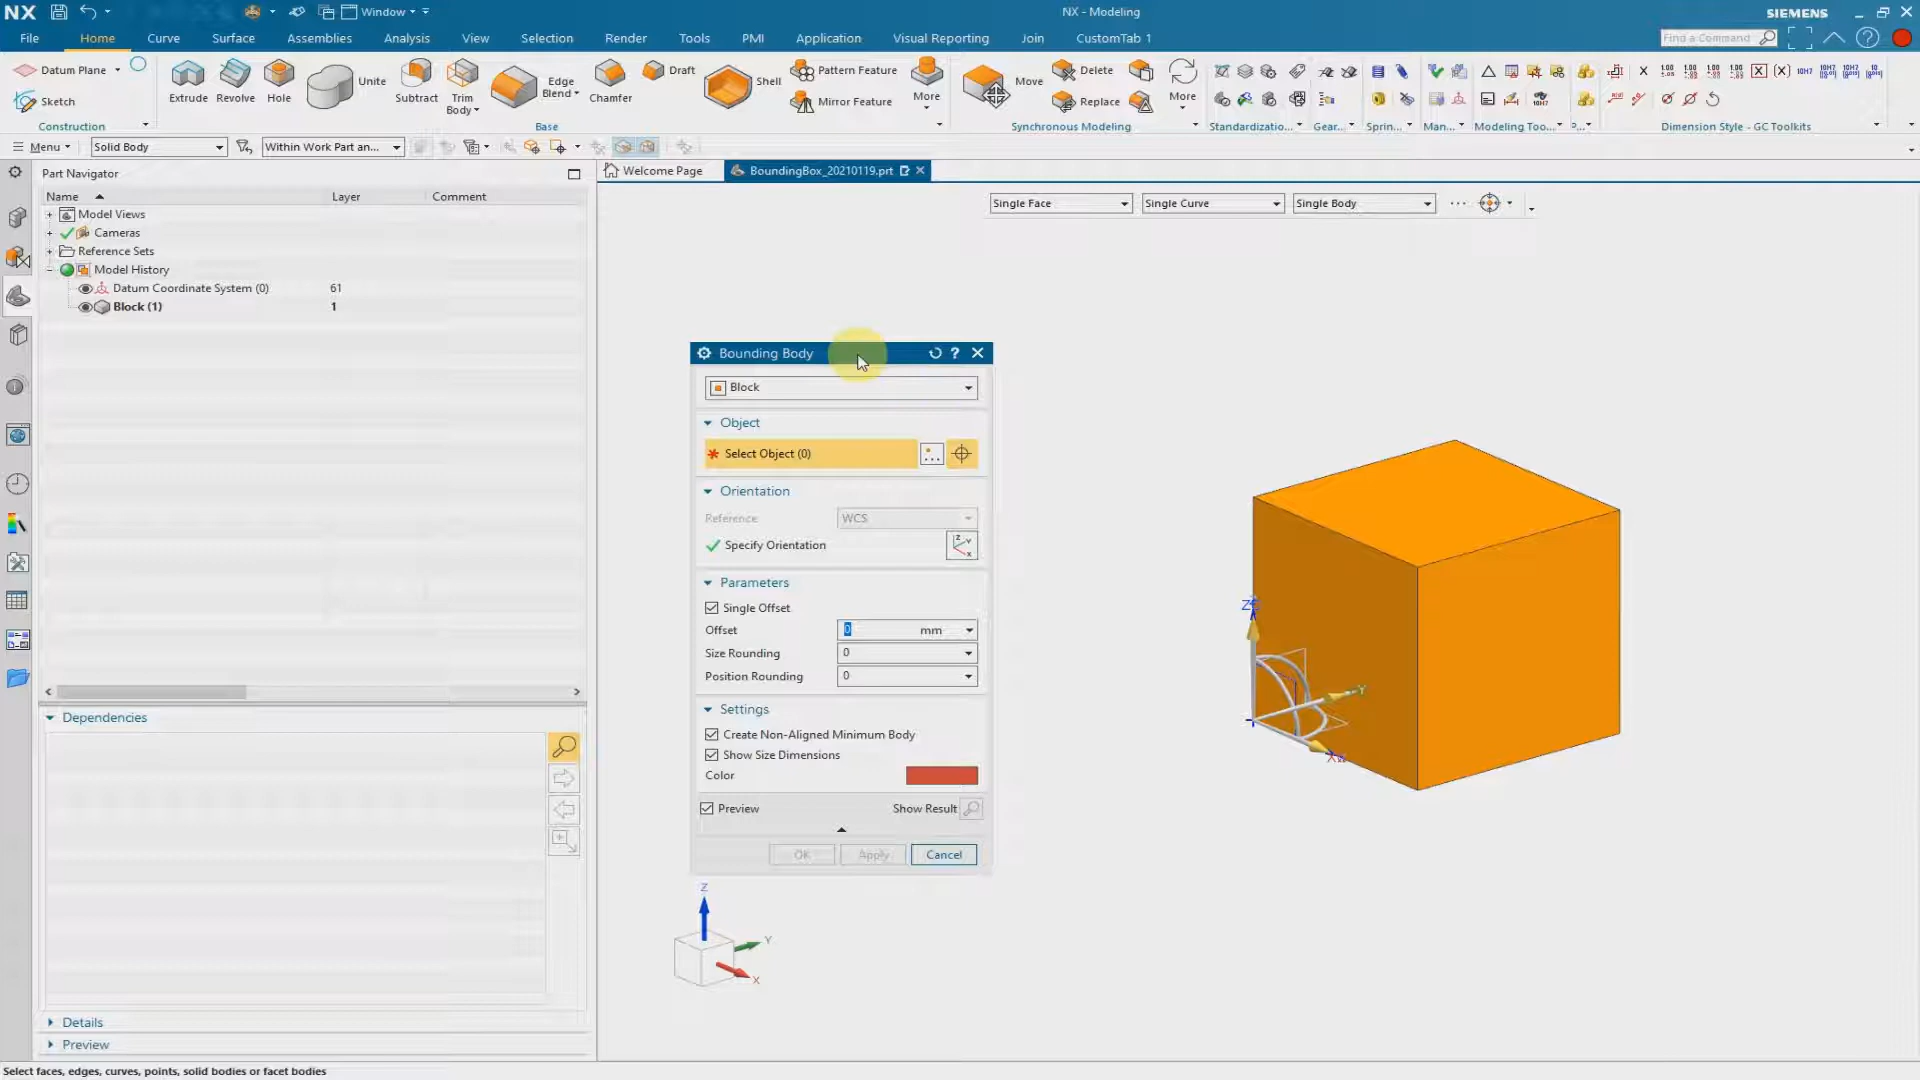 NX
Window
NX - Modeling
SIEMENS
File
Home
Curve
Surface
Assemblies
Analysis
View
Selection
Render
Tools
PMI
Application
Visual Reporting
Join
CustomTab 1
Find a Command
Datum Plane
Sketch
Construction
Extrude
Revolve
Hole
Unite
Subtract
Trim
Body
Edge
Blend
Chamfer
Draft
Shell
Pattern Feature
Mirror Feature
More
Base
Move
Delete
Replace
More
Synchronous Modeling
Standardizatio...
Gear...
Sprin...
Man...
Modeling Too...
Dimension Style - GC Toolkits
Menu
Solid Body
Within Work Part an...
Part Navigator
Welcome Page
BoundingBox_20210119.prt
Name
Layer
Comment
Single Face
Single Curve
Single Body
Model Views
Cameras
Reference Sets
Model History
Datum Coordinate System (0)
61
Block (1)
1
Bounding Body
Block
Object
Select Object (0)
Orientation
Reference
WCS
Specify Orientation
Parameters
Single Offset
Offset
0
mm
Size Rounding
0
Position Rounding
0
Settings
Create Non-Aligned Minimum Body
Show Size Dimensions
Color
Preview
Show Result
OK
Apply
Cancel
Dependencies
Z
Y
X
Details
Preview
Select faces, edges, curves, points, solid bodies or facet bodies